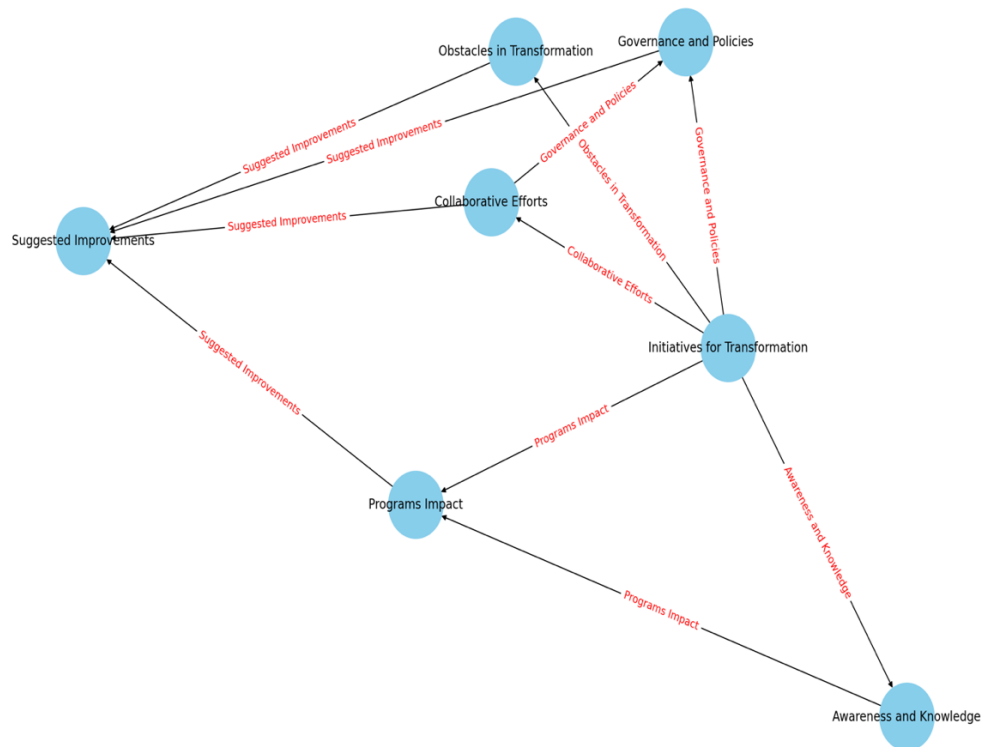 Governance and Policies
Obstacles in Transformation
Governance and Policies
Suggested Improvements
Suggested Improvements
Obstacles in Transformation
Governance and Policies
Collaborative Efforts
Suggested Improvements
Suggested Improvements
Collaborative Efforts
Initiatives for Transformation
Suggested Improvements
Programs Impact
Programs Impact
Awareness and Knowledge
Programs Impact
Awareness and Knowledge